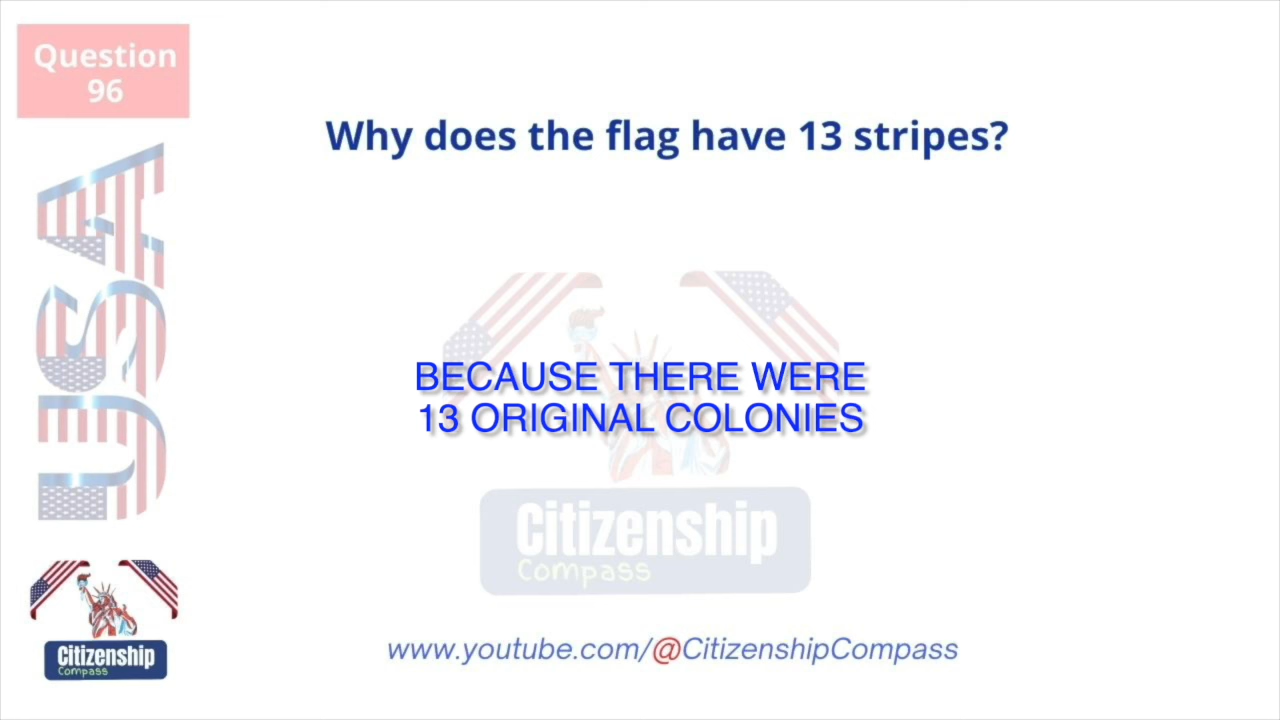 Question
96
Why does the flag have 13 stripes?
USA
BECAUSE THERE WERE
13 ORIGINAL COLONIES
Citizenship
Compass
Citizenship
Compass
www.youtube.com/@CitizenshipCompass